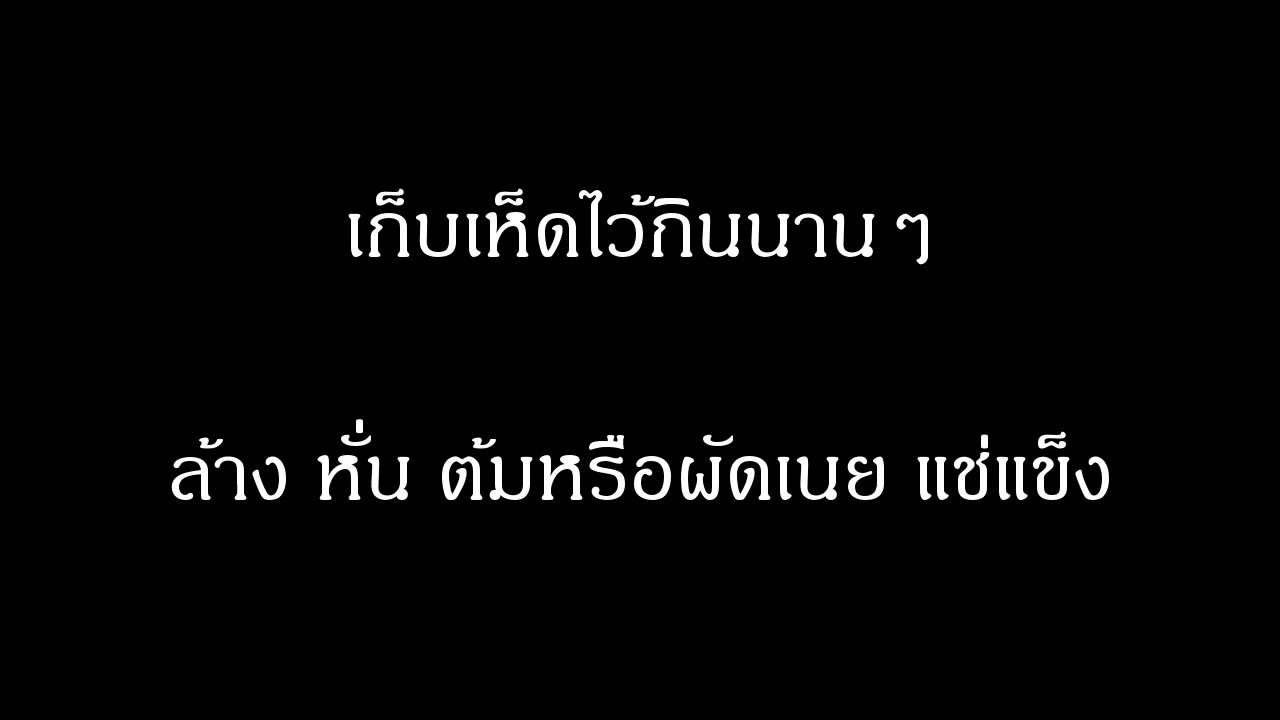 เก็บเห็ดไว้กินนาน ๆ
ล้าง หั่น ต้มหรือผัดเนย แช่แข็ง